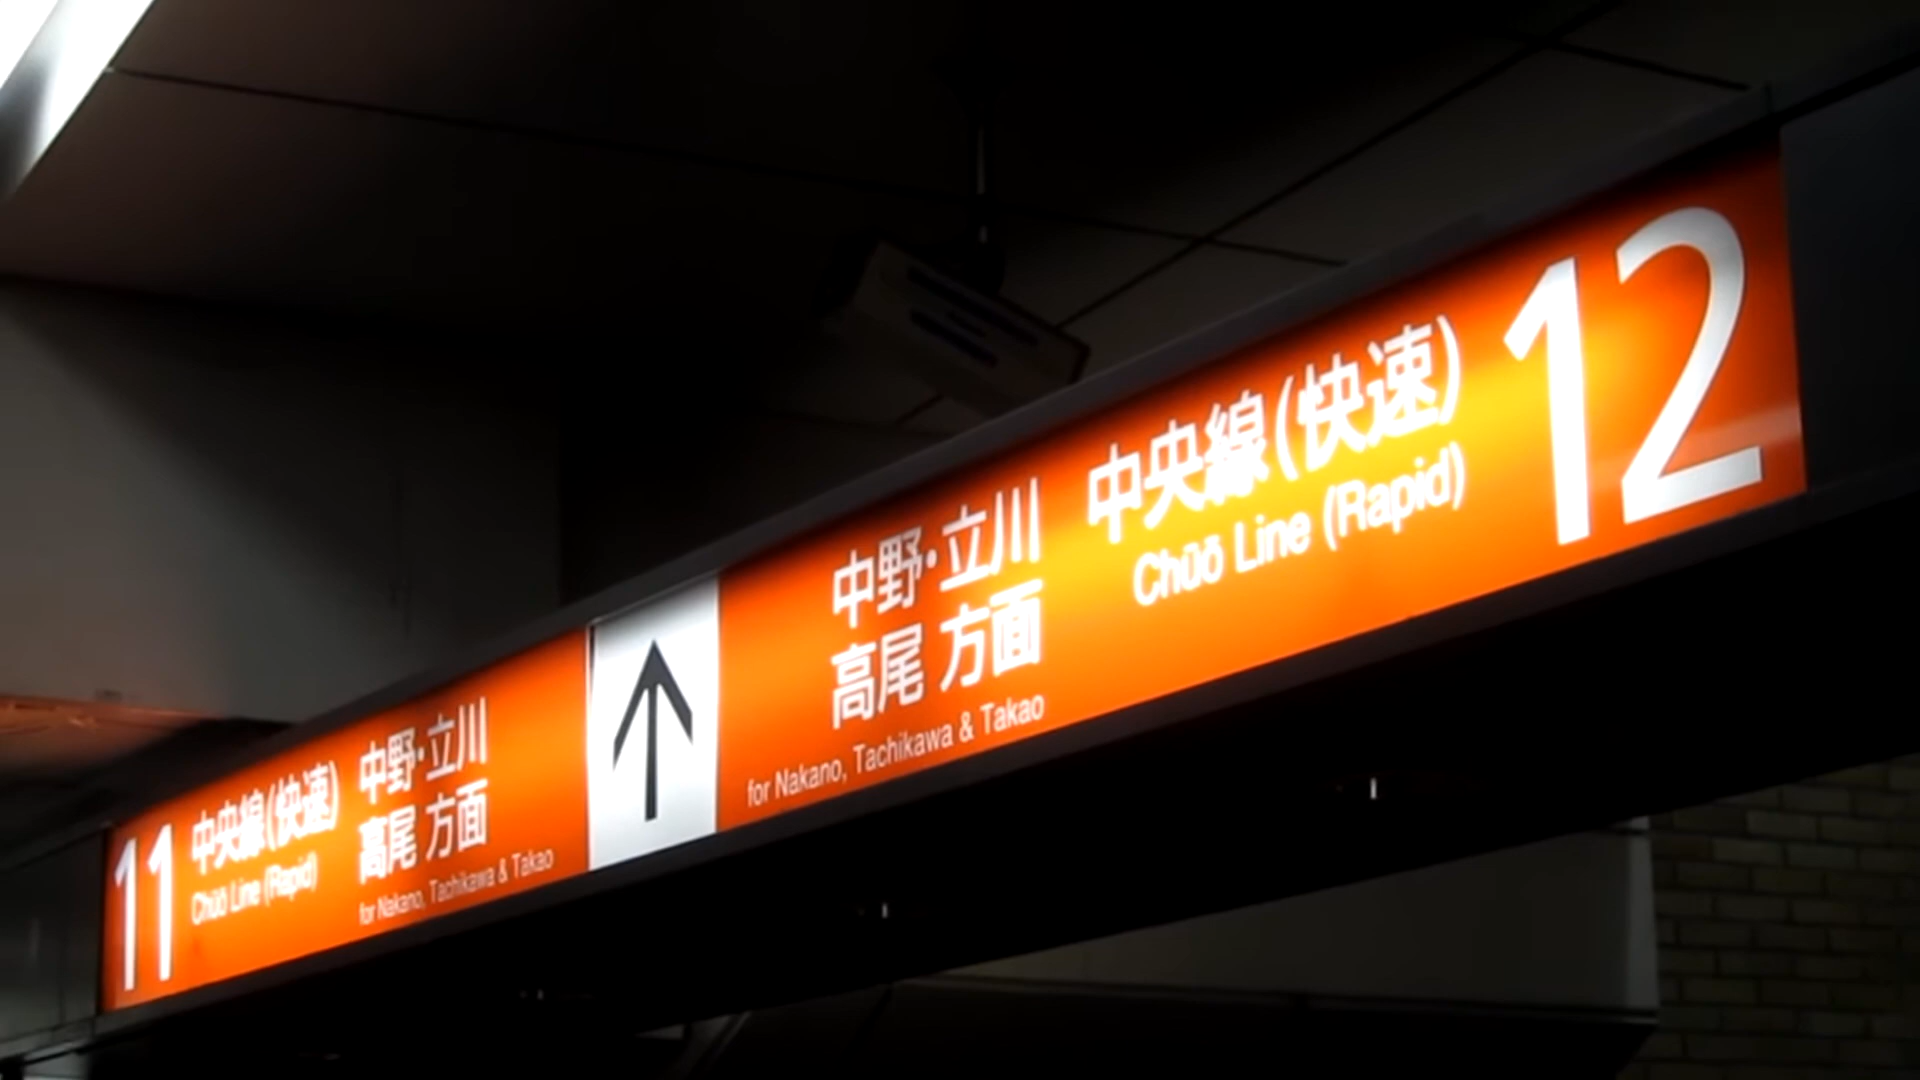 11
中央線(快速)
Chūō Line (Rapid)
中野・立川
高尾 方面
for Nakano, Tachikawa & Takao
↑
中野・立川
高尾 方面
for Nakano, Tachikawa & Takao
中央線(快速)
Chūō Line (Rapid)
12